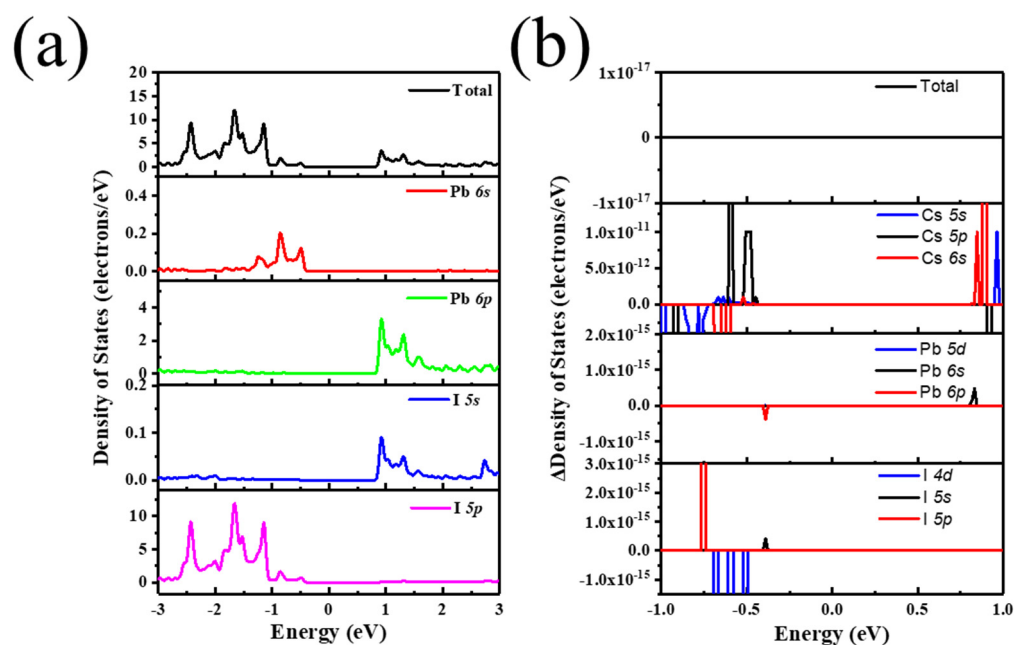 (a)
(b)
Density of States (electrons/eV)
20
15
10
5
0
Total
0.4
0.2
0.0
Pb 6s
4
2
0
Pb 6p
0.2
0.1
0.0
I 5s
10
5
0
I 5p
-3 -2 -1 0 1 2 3
Energy (eV)
ΔDensity of States (electrons/eV)
1x10⁻¹⁷
0
-1x10⁻¹⁷
Total
1.0x10⁻¹¹
5.0x10⁻¹²
0.0
Cs 5s
Cs 5p
Cs 6s
2.0x10⁻¹⁵
1.0x10⁻¹⁵
0.0
-1.0x10⁻¹⁵
Pb 5d
Pb 6s
Pb 6p
3.0x10⁻¹⁵
2.0x10⁻¹⁵
1.0x10⁻¹⁵
0.0
-1.0x10⁻¹⁵
I 4d
I 5s
I 5p
-1.0 -0.5 0.0 0.5 1.0
Energy (eV)